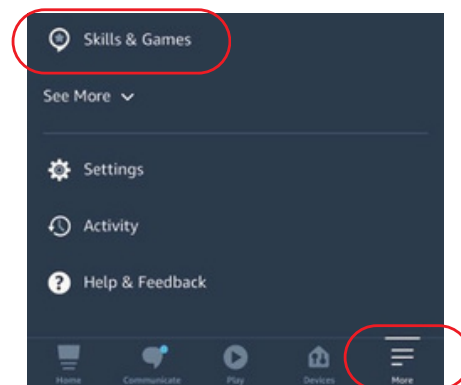 Skills & Games
See More
Settings
Activity
Help & Feedback
Home Communicate Play Devices More